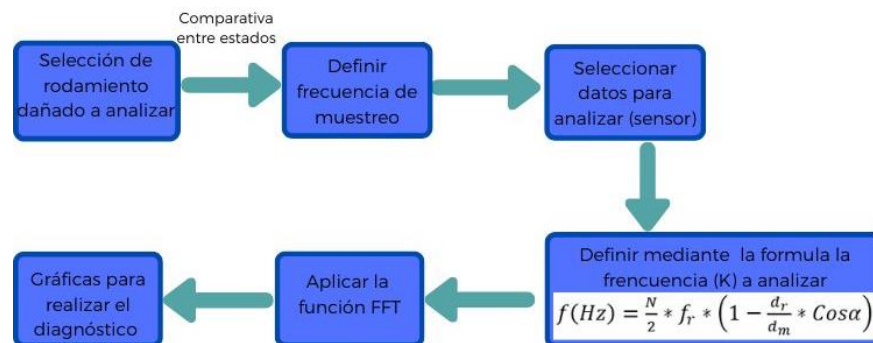 Comparativa
entre estados
Selección de
rodamiento
dañado a analizar
Definir
frecuencia de
muestreo
Seleccionar
datos para
analizar (sensor)
Definir mediante la formula la
frencuencia (K) a analizar
f(Hz) = N/2 * f_r * (1 − d_r/d_m * Cosα)
Aplicar la
función FFT
Gráficas para
realizar el
diagnóstico